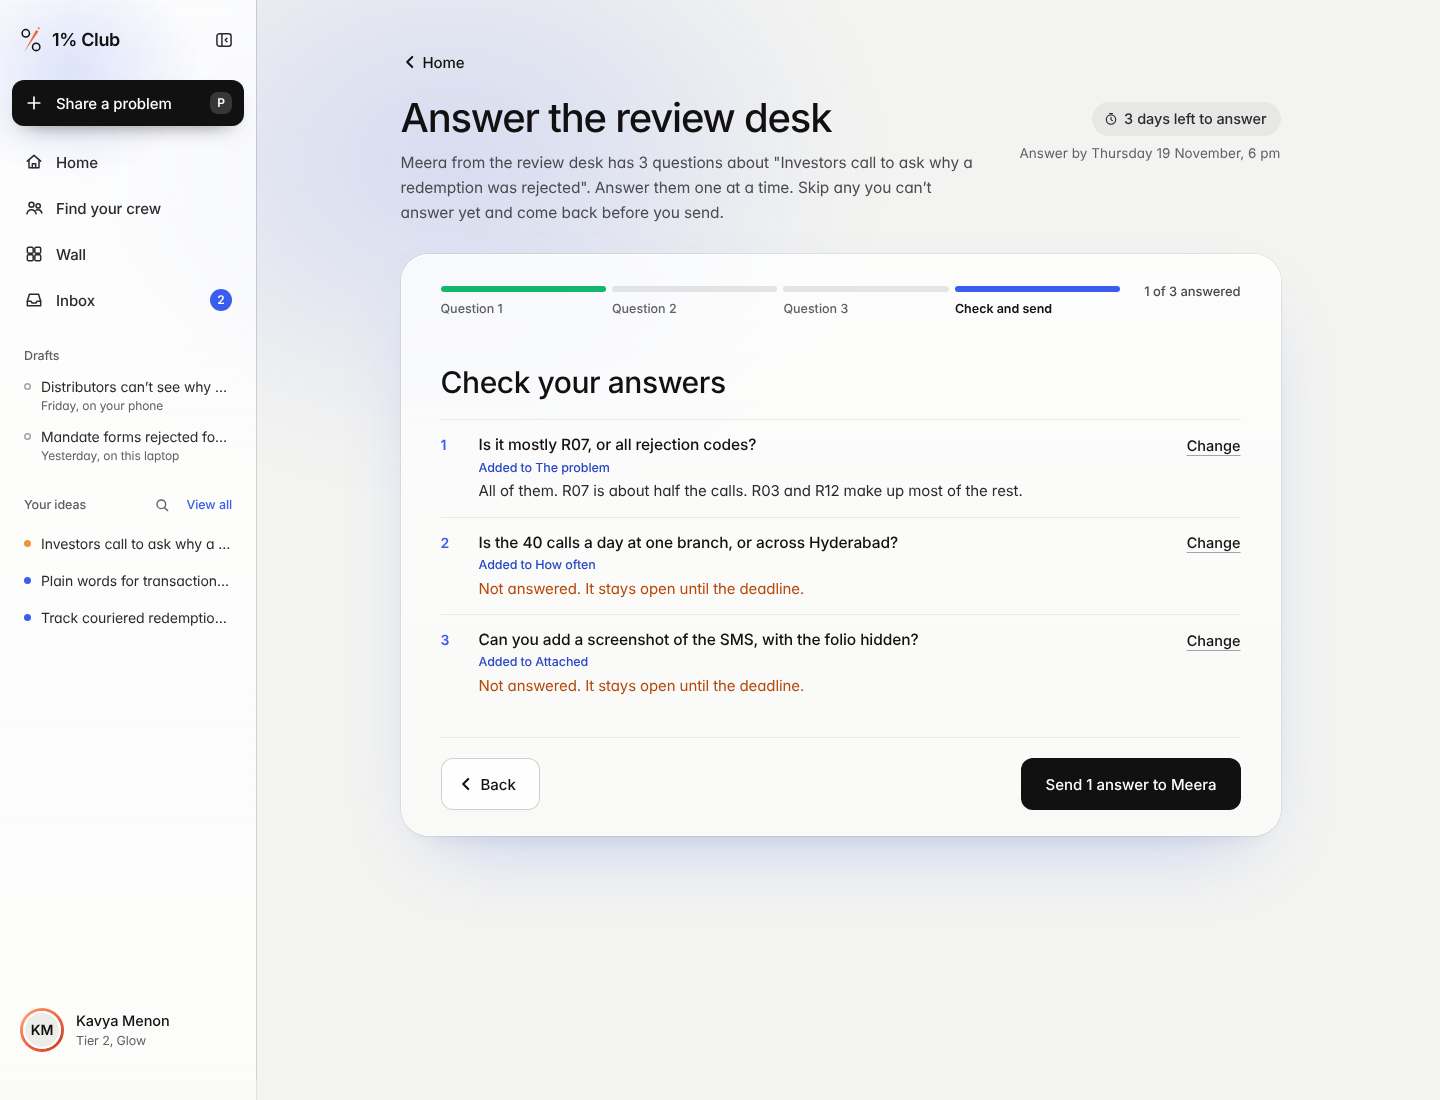 1% Club
Share a problem
P
Home
Find your crew
Wall
Inbox
2
Drafts
Distributors can't see why ...
Friday, on your phone
Mandate forms rejected fo...
Yesterday, on this laptop
Your ideas
View all
Investors call to ask why a ...
Plain words for transaction...
Track couriered redemptio...
KM
Kavya Menon
Tier 2, Glow
Home
Answer the review desk
Meera from the review desk has 3 questions about "Investors call to ask why a
redemption was rejected". Answer them one at a time. Skip any you can't
answer yet and come back before you send.
3 days left to answer
Answer by Thursday 19 November, 6 pm
Question 1
Question 2
Question 3
Check and send
1 of 3 answered
Check your answers
1
Is it mostly R07, or all rejection codes?
Change
Added to The problem
All of them. R07 is about half the calls. R03 and R12 make up most of the rest.
2
Is the 40 calls a day at one branch, or across Hyderabad?
Change
Added to How often
Not answered. It stays open until the deadline.
3
Can you add a screenshot of the SMS, with the folio hidden?
Change
Added to Attached
Not answered. It stays open until the deadline.
Back
Send 1 answer to Meera